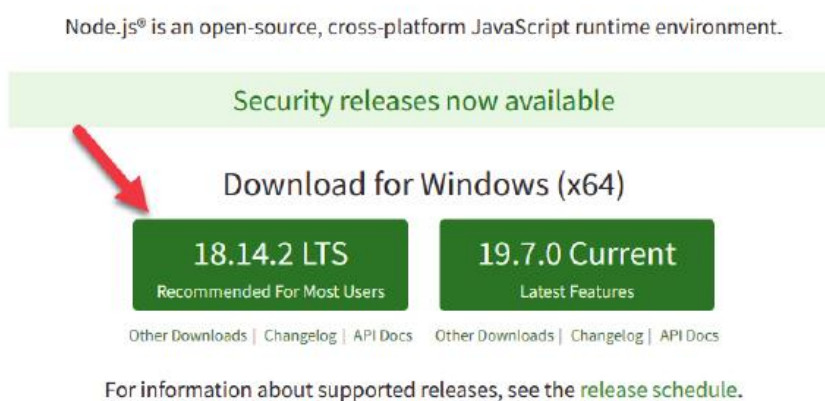 Node.js® is an open-source, cross-platform JavaScript runtime environment.
Security releases now available
Download for Windows (x64)
18.14.2 LTS
Recommended For Most Users
19.7.0 Current
Latest Features
Other Downloads | Changelog | API Docs
Other Downloads | Changelog | API Docs
For information about supported releases, see the release schedule.